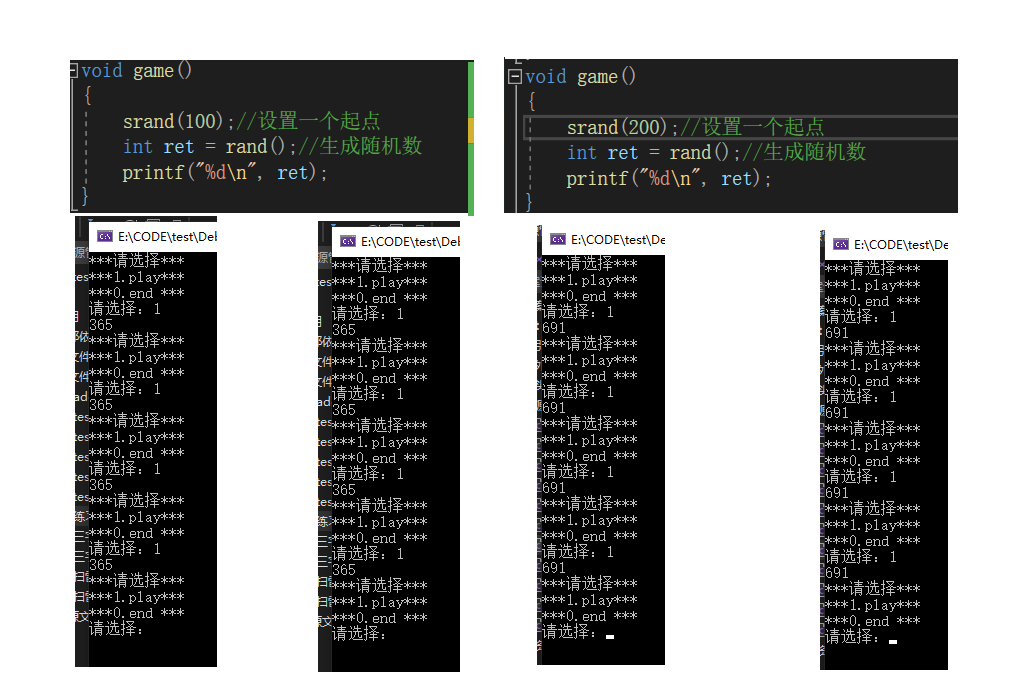 void game()
{
srand(100);//设置一个起点
int ret = rand();//生成随机数
printf("%d\n", ret);
}
void game()
{
srand(200);//设置一个起点
int ret = rand();//生成随机数
printf("%d\n", ret);
}
E:\CODE\test\De
***请选择***
***1.play***
***0.end ***
请选择：1
365
***请选择***
***1.play***
***0.end ***
请选择：1
365
***请选择***
***1.play***
***0.end ***
请选择：1
365
***请选择***
***1.play***
***0.end ***
请选择：1
365
***请选择***
***1.play***
***0.end ***
请选择：
E:\CODE\test\De
***请选择***
***1.play***
***0.end ***
请选择：1
365
***请选择***
***1.play***
***0.end ***
请选择：1
365
***请选择***
***1.play***
***0.end ***
请选择：1
365
***请选择***
***1.play***
***0.end ***
请选择：1
365
***请选择***
***1.play***
***0.end ***
请选择：
E:\CODE\test\De
***请选择***
***1.play***
***0.end ***
请选择：1
691
***请选择***
***1.play***
***0.end ***
请选择：1
691
***请选择***
***1.play***
***0.end ***
请选择：1
691
***请选择***
***1.play***
***0.end ***
请选择：1
691
***请选择***
***1.play***
***0.end ***
请选择：
E:\CODE\test\De
***请选择***
***1.play***
***0.end ***
请选择：1
691
***请选择***
***1.play***
***0.end ***
请选择：1
691
***请选择***
***1.play***
***0.end ***
请选择：1
691
***请选择***
***1.play***
***0.end ***
请选择：1
691
***请选择***
***1.play***
***0.end ***
请选择：